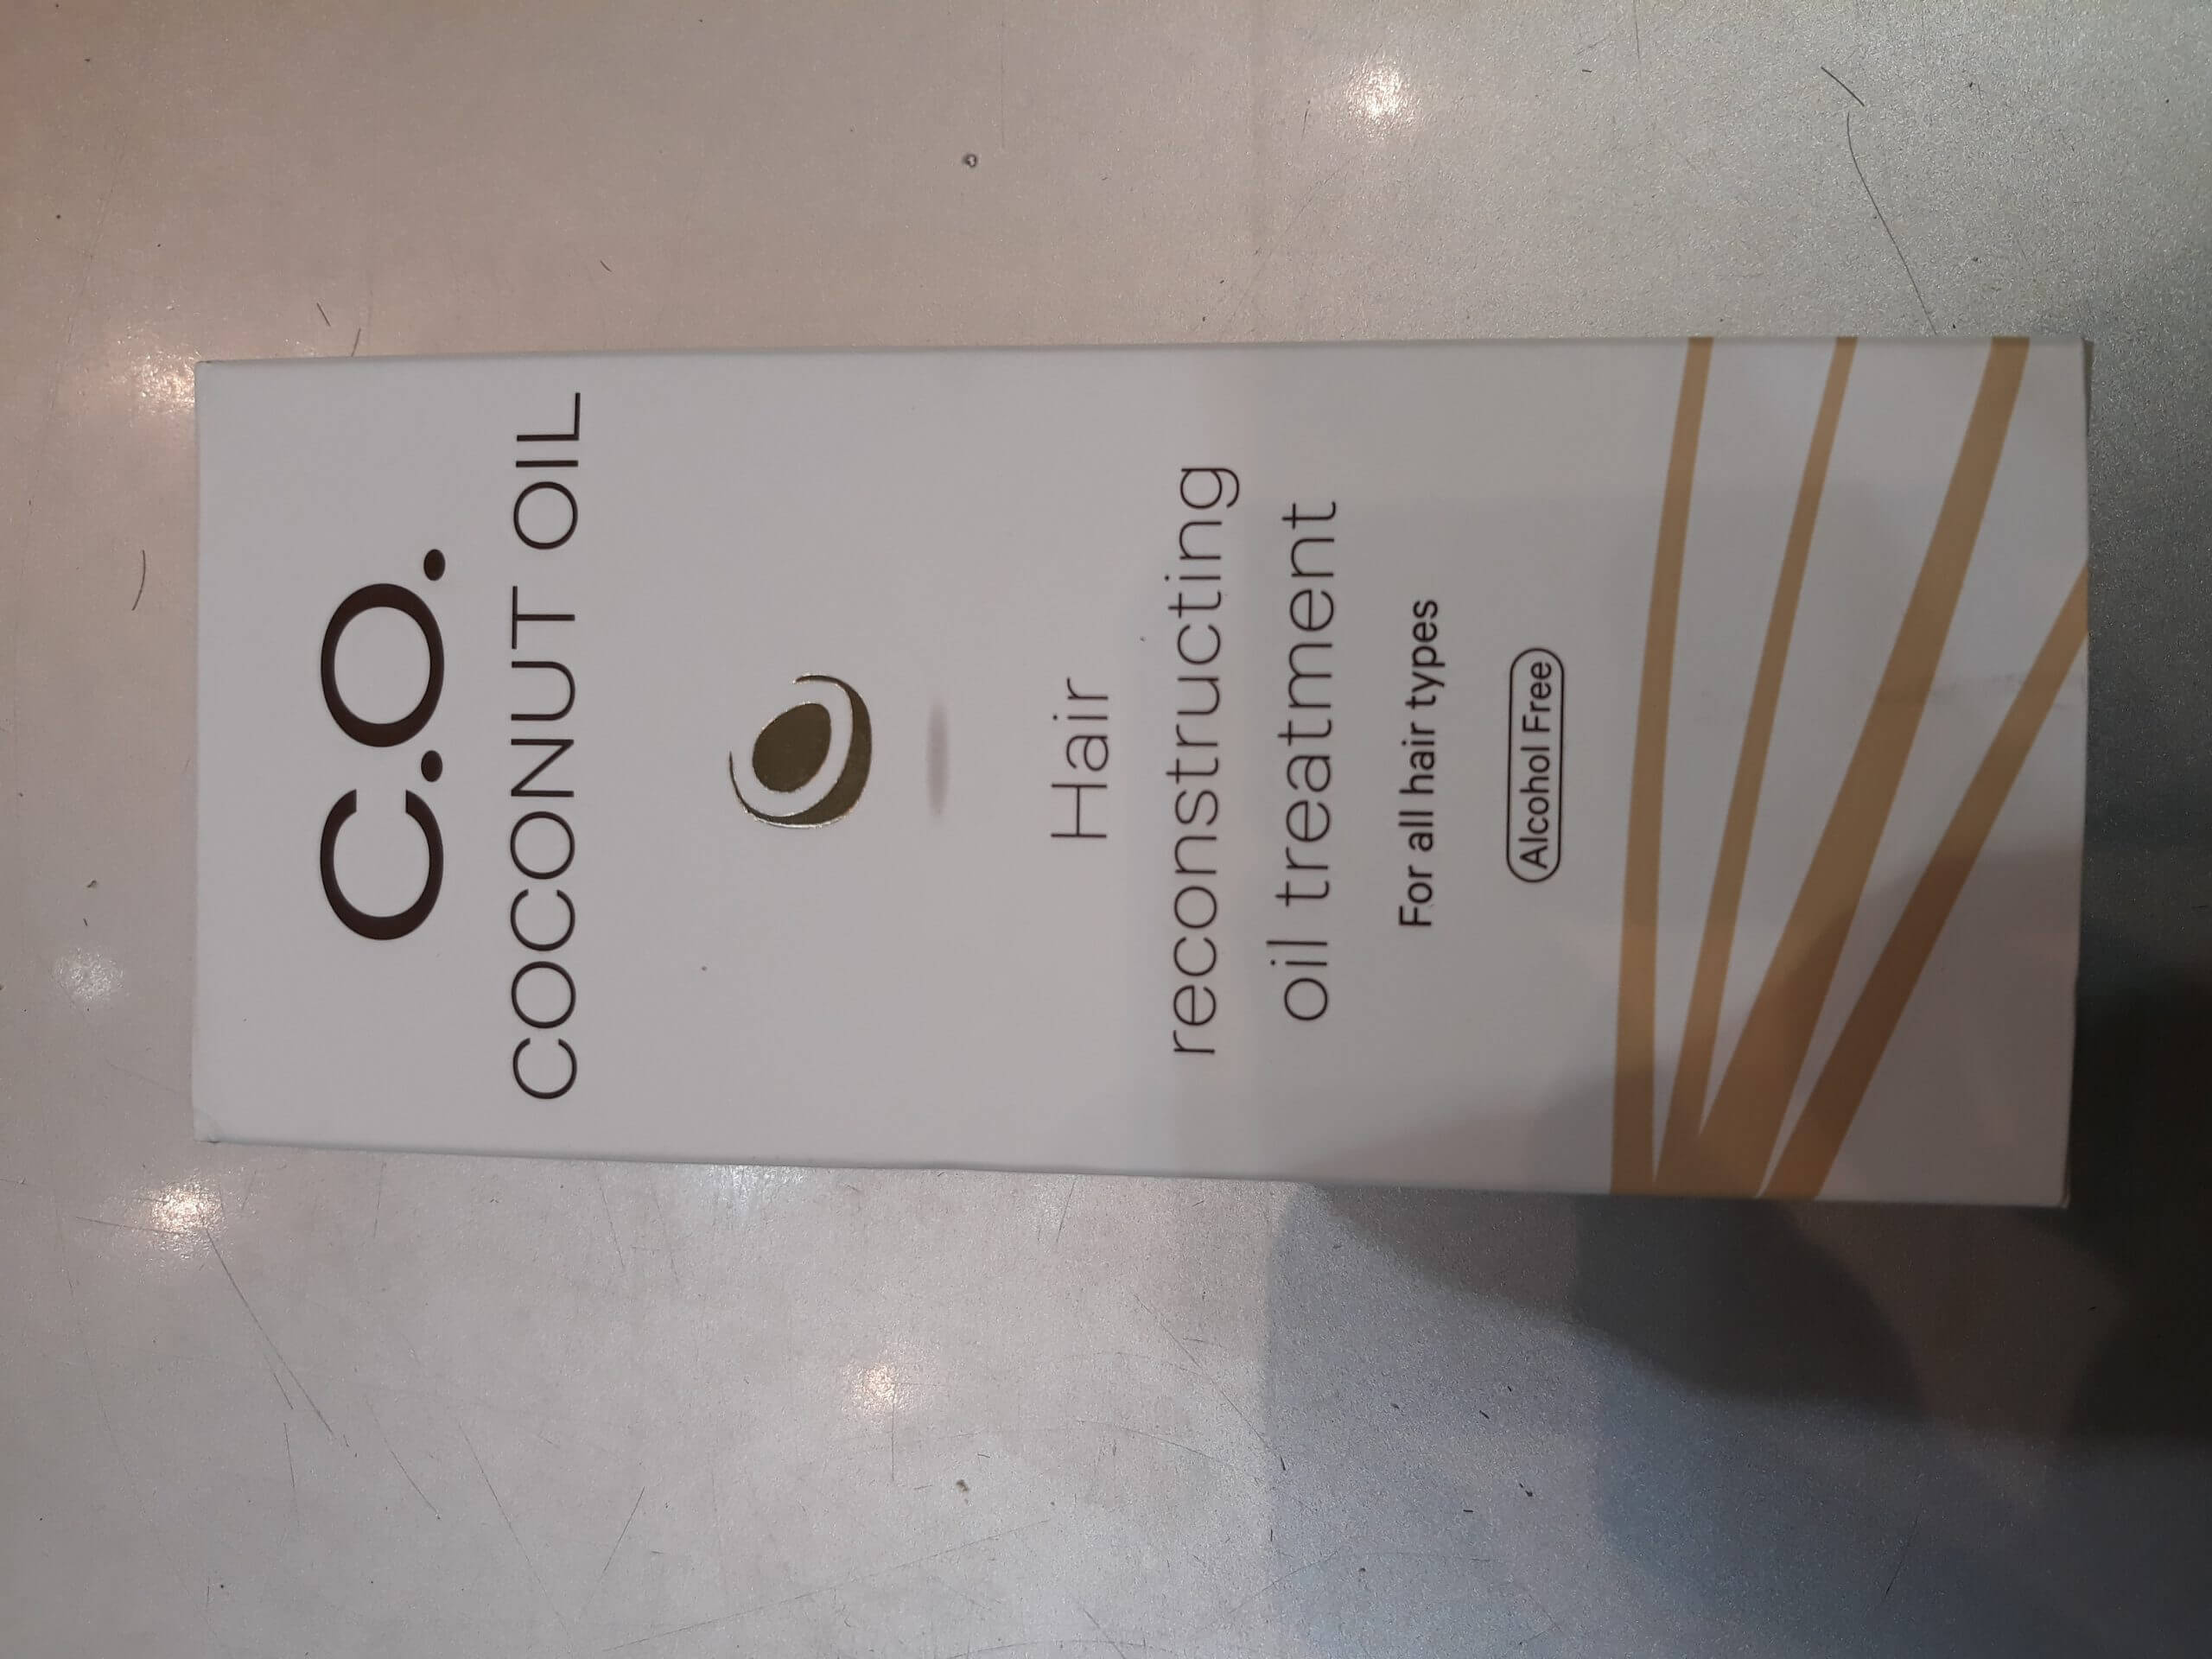 C.O.
COCONUT OIL
Hair
reconstructing
oil treatment
For all hair types
Alcohol Free